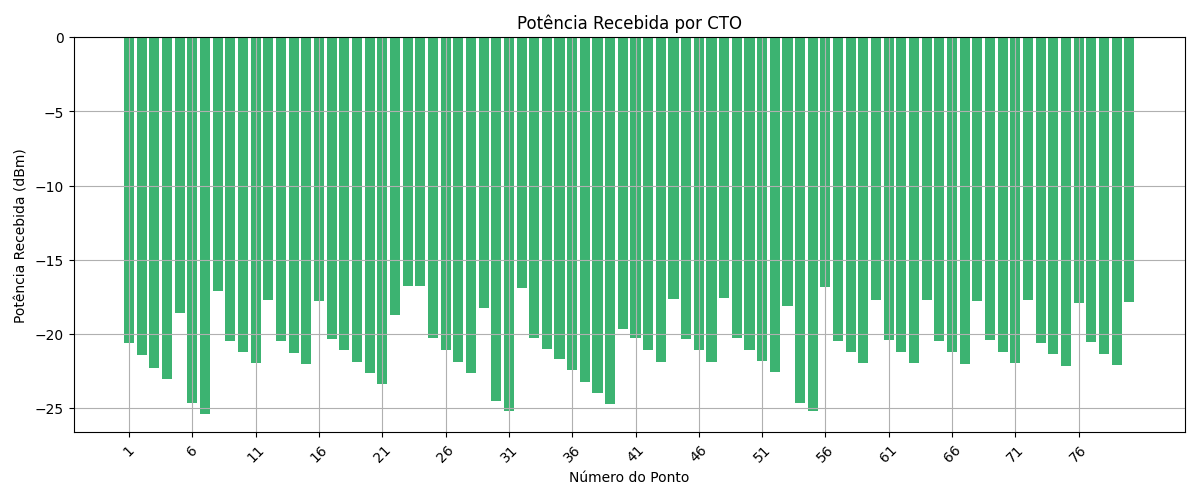 Potência Recebida por CTO
Potência Recebida (dBm)
0
−5
−10
−15
−20
−25
1 6 11 16 21 26 31 36 41 46 51 56 61 66 71 76
Número do Ponto